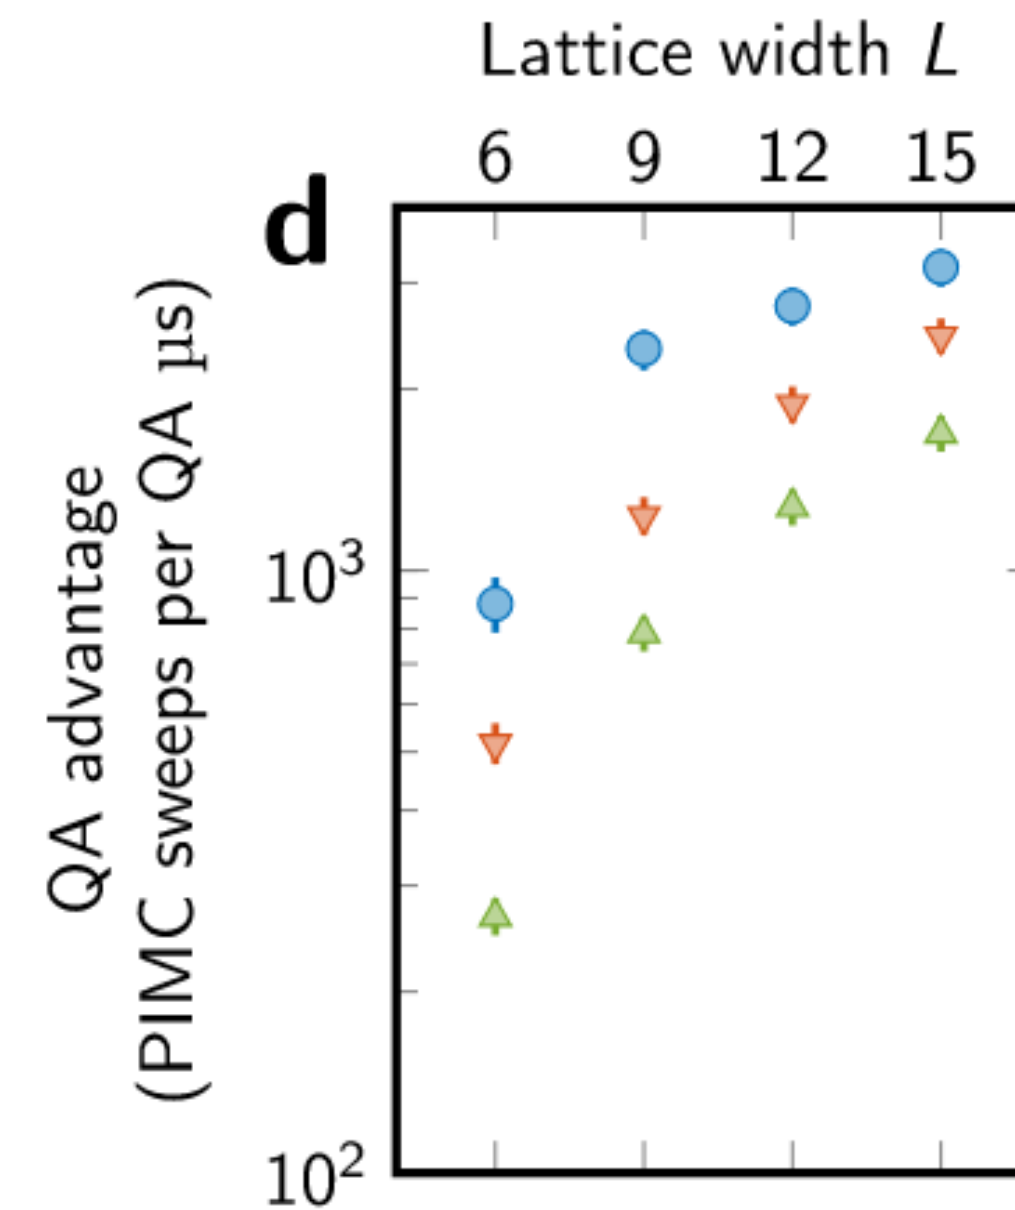 Lattice width L
6 9 12 15
d
QA advantage
(PIMC sweeps per QA µs)
10³
10²